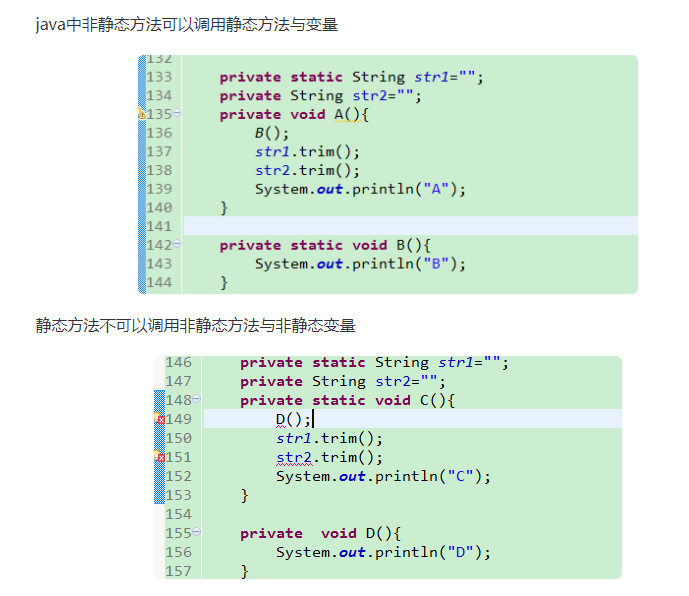 java中非静态方法可以调用静态方法与变量
132
133 private static String str1="";
134 private String str2="";
135 private void A(){
136 B();
137 str1.trim();
138 str2.trim();
139 System.out.println("A");
140 }
141
142 private static void B(){
143 System.out.println("B");
144 }
静态方法不可以调用非静态方法与非静态变量
146 private static String str1="";
147 private String str2="";
148 private static void C(){
149 D();
150 str1.trim();
151 str2.trim();
152 System.out.println("C");
153 }
154
155 private  void D(){
156 System.out.println("D");
157 }